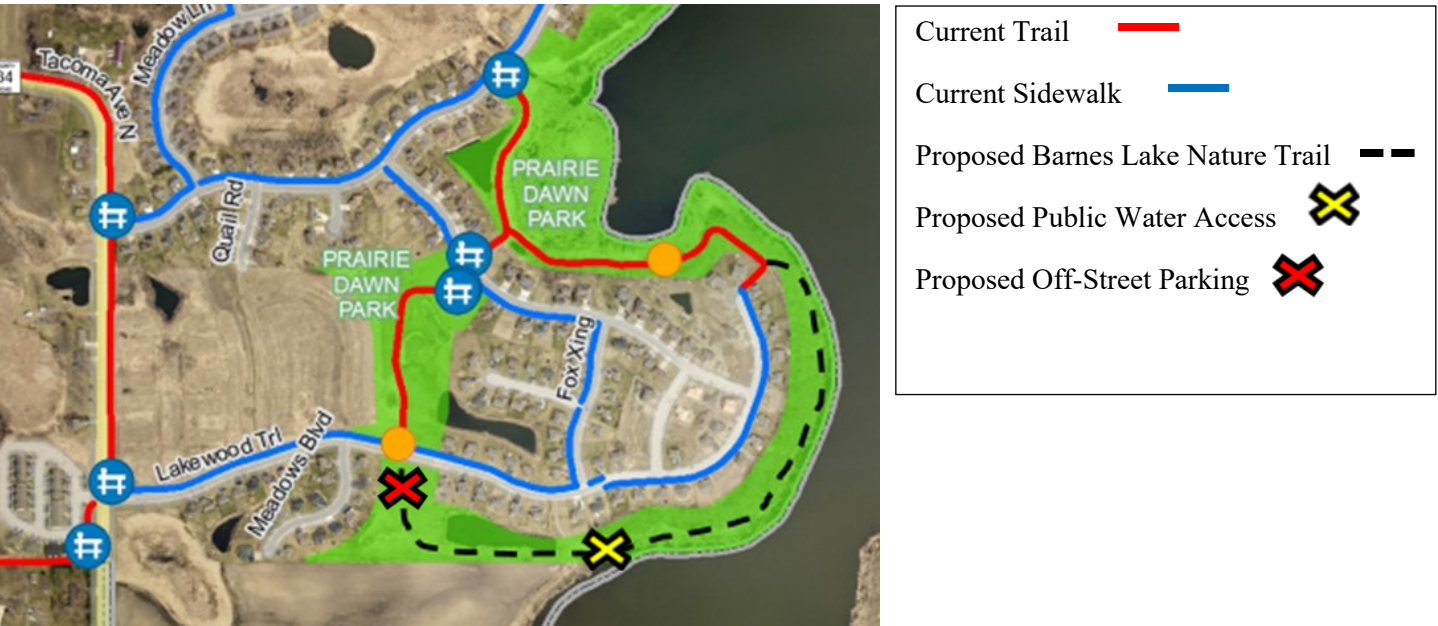 Meadow Ln
Tacoma Ave N
34
Quail Rd
PRAIRIE
DAWN
PARK
PRAIRIE
DAWN
PARK
Fox Xing
Lakewood Trl
Meadows Blvd
Current Trail
Current Sidewalk
Proposed Barnes Lake Nature Trail
Proposed Public Water Access
Proposed Off-Street Parking